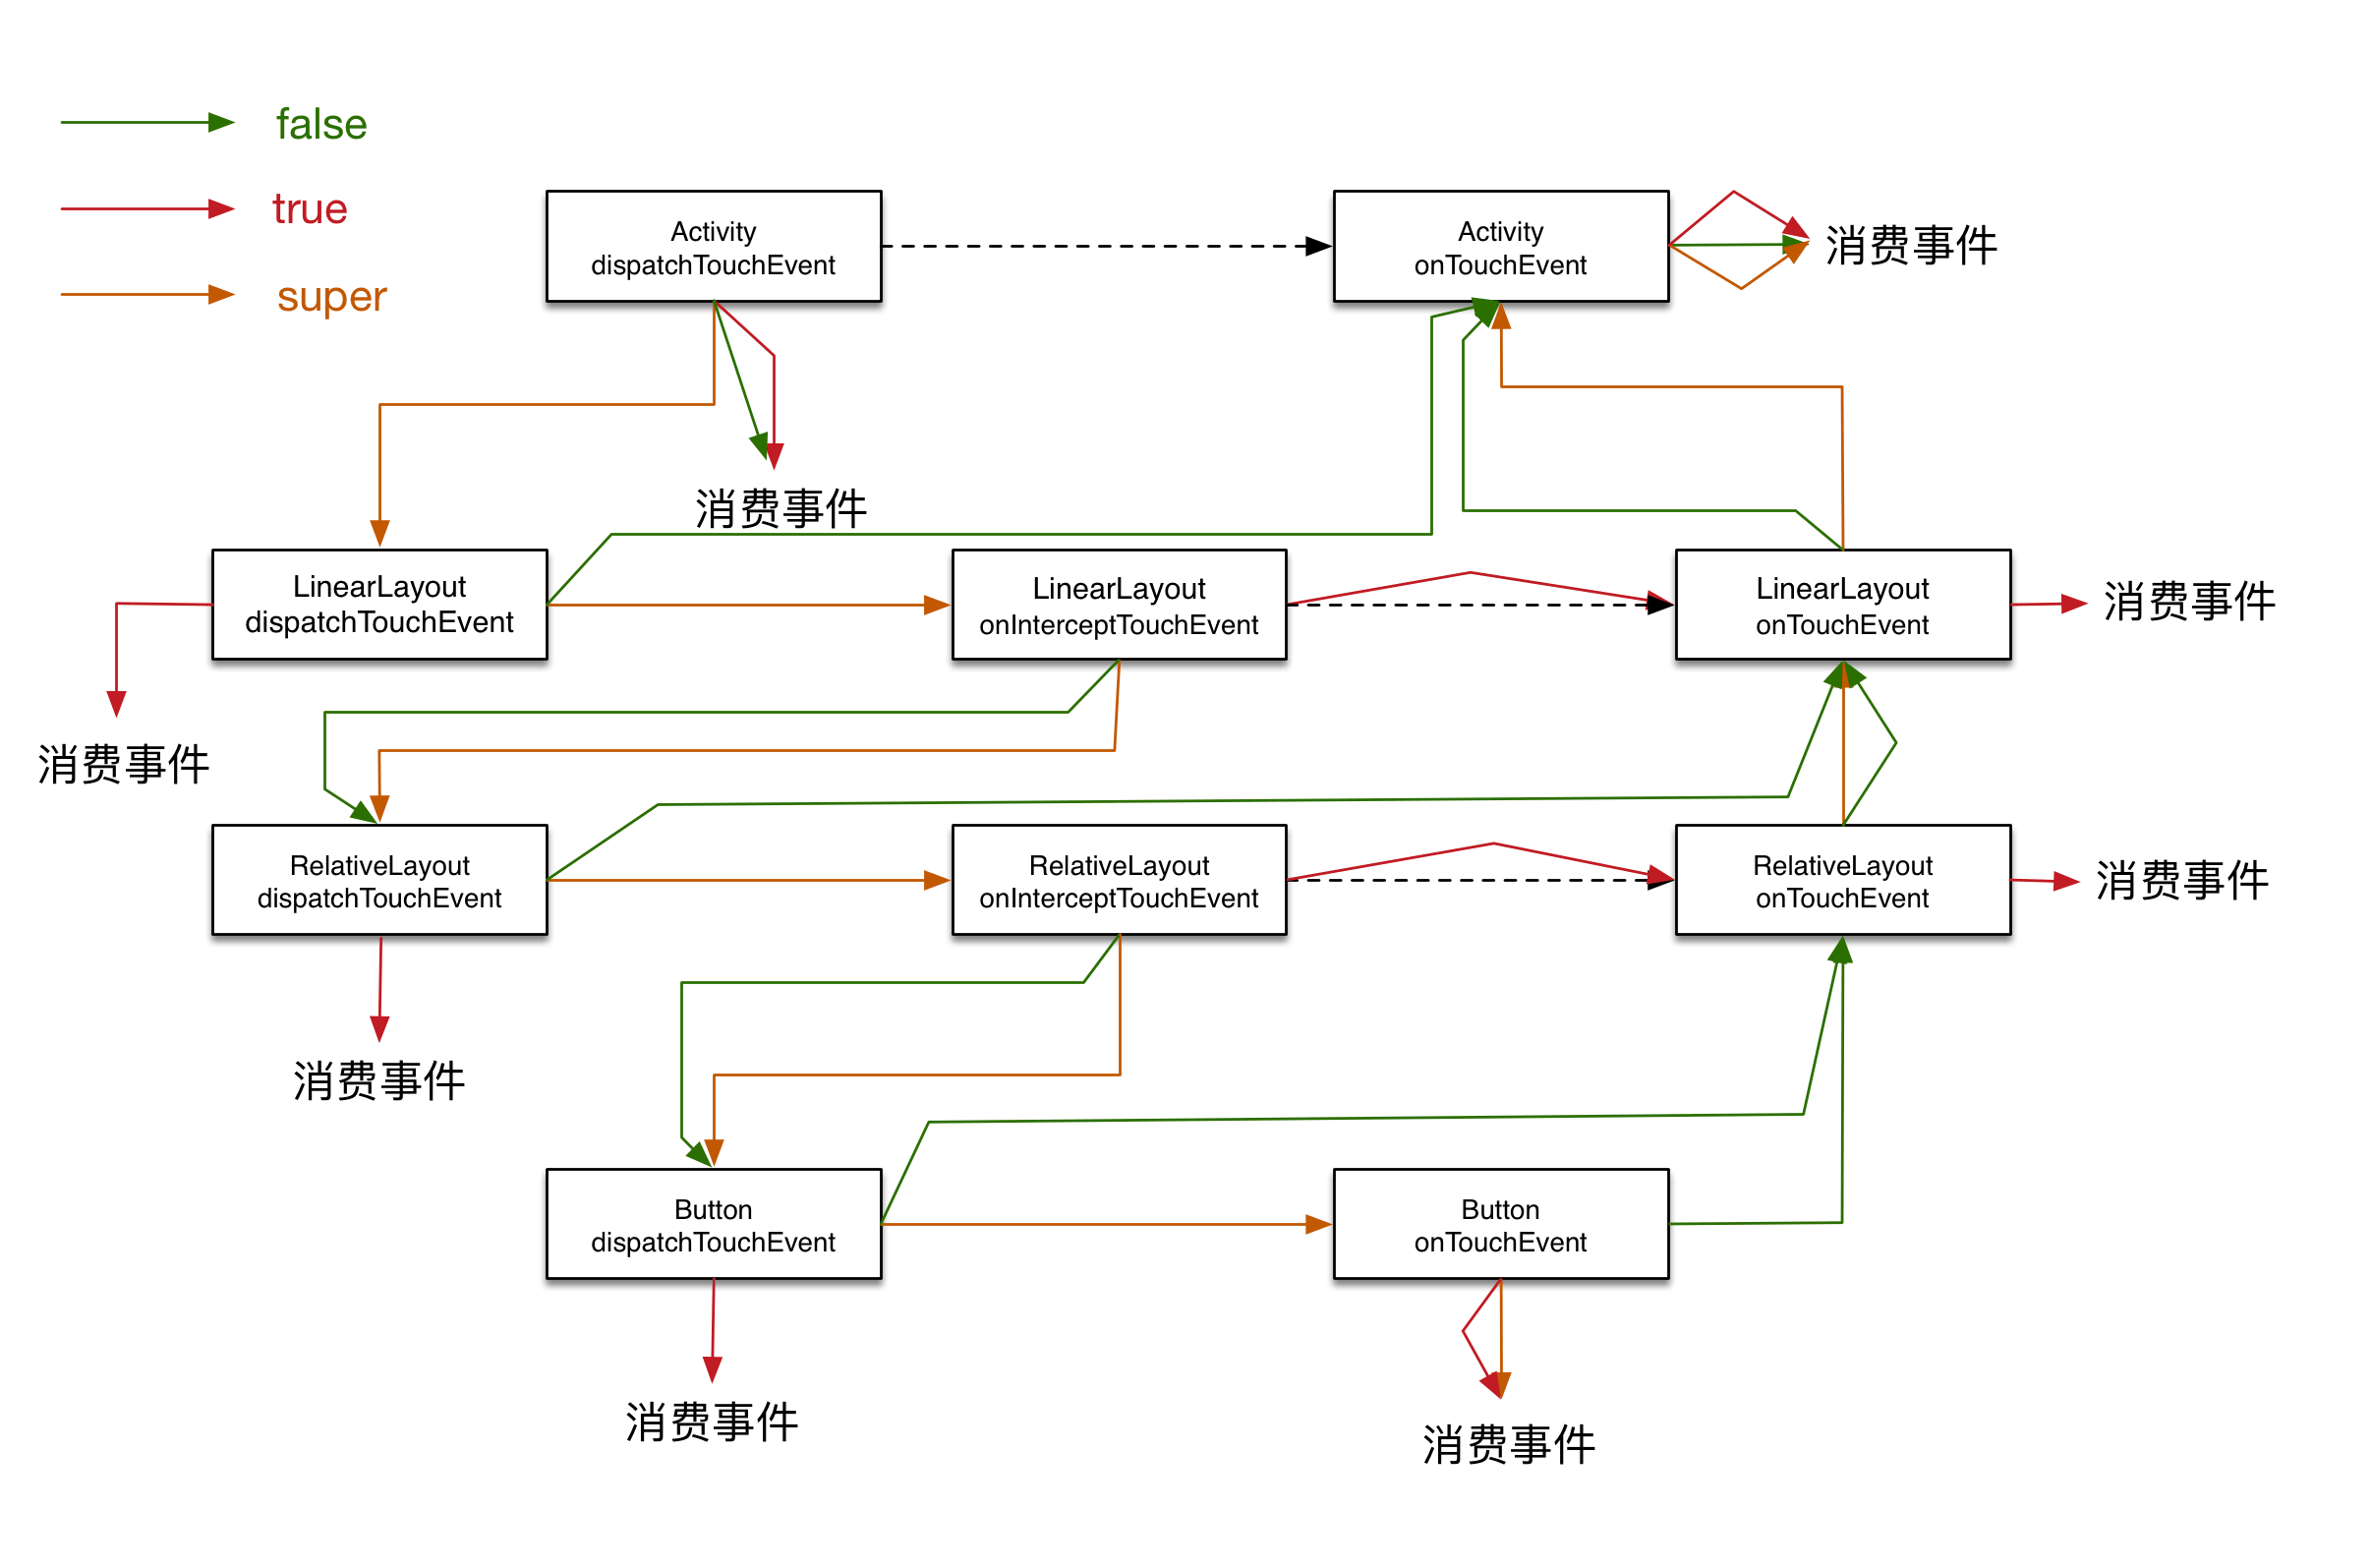 false
true
super
Activity
dispatchTouchEvent
Activity
onTouchEvent
消费事件
消费事件
LinearLayout
dispatchTouchEvent
LinearLayout
onInterceptTouchEvent
LinearLayout
onTouchEvent
消费事件
消费事件
RelativeLayout
dispatchTouchEvent
RelativeLayout
onInterceptTouchEvent
RelativeLayout
onTouchEvent
消费事件
消费事件
Button
dispatchTouchEvent
Button
onTouchEvent
消费事件
消费事件